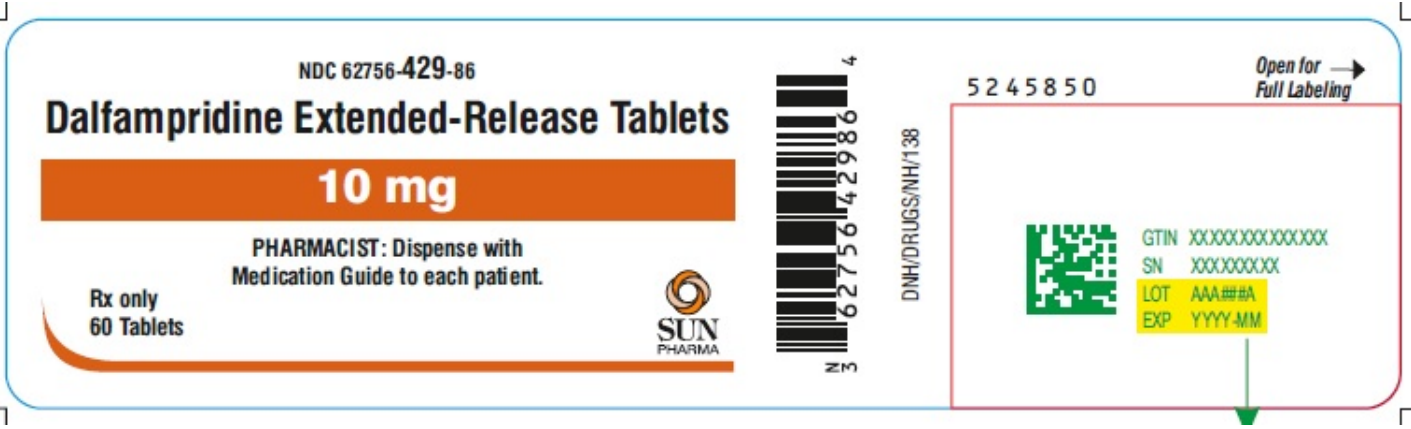 NDC 62756-429-86
Dalfampridine Extended-Release Tablets
10 mg
PHARMACIST: Dispense with
Medication Guide to each patient.
Rx only
60 Tablets
SUN
PHARMA
N3 62756 42986 4
DNH/DRUGS/NH/138
5245850
Open for
Full Labeling
GTIN XXXXXXXXXXXXXX
SN XXXXXXXXX
LOT AAA###A
EXP YYYY-MM